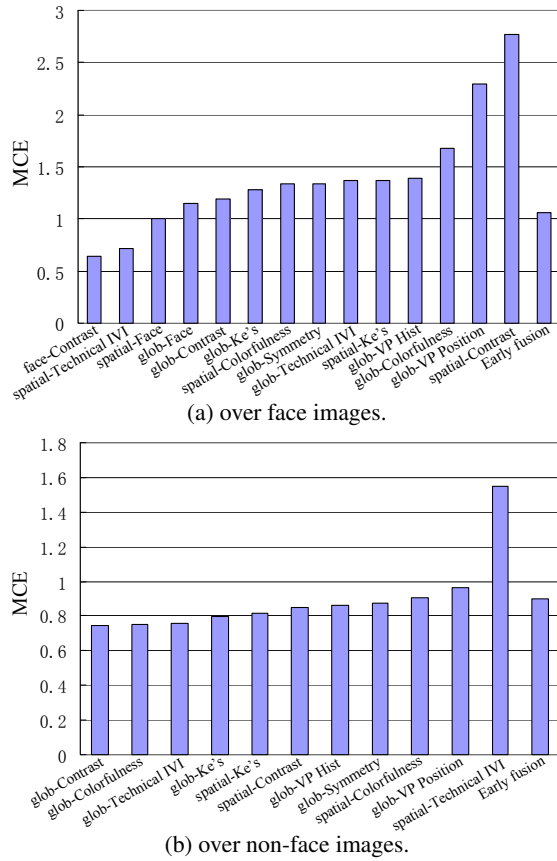 3
2.5
2
1.5
1
0.5
0
MCE
face-Contrast
spatial-Technical IVI
spatial-Face
glob-Face
glob-Contrast
glob-Ke's
spatial-Colorfulness
glob-Symmetry
glob-Technical IVI
spatial-Ke's
glob-VP Hist
glob-Colorfulness
glob-VP Position
spatial-Contrast
Early fusion
(a) over face images.
1.8
1.6
1.4
1.2
1
0.8
0.6
0.4
0.2
0
MCE
glob-Contrast
glob-Colorfulness
glob-Technical IVI
glob-Ke's
spatial-Ke's
spatial-Contrast
glob-VP Hist
glob-Symmetry
spatial-Colorfulness
glob-VP Position
spatial-Technical IVI
Early fusion
(b) over non-face images.